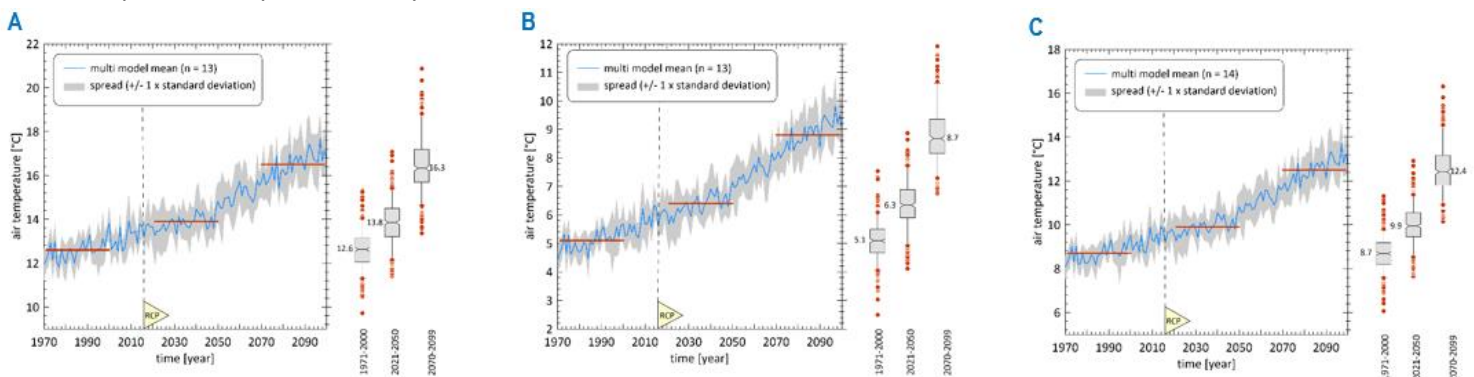 A
22
20
18
16
14
12
10
air temperature [°C]
multi model mean (n = 13)
spread (+/- 1 x standard deviation)
RCP
1970 1990 2010 2030 2050 2070 2090
time [year]
12.6
13.8
16.3
1971-2000
2021-2050
2070-2099
B
12
11
10
9
8
7
6
5
4
3
2
air temperature [°C]
multi model mean (n = 13)
spread (+/- 1 x standard deviation)
RCP
1970 1990 2010 2030 2050 2070 2090
time [year]
5.1
6.3
8.7
1971-2000
2021-2050
2070-2099
C
18
16
14
12
10
8
6
air temperature [°C]
multi model mean (n = 14)
spread (+/- 1 x standard deviation)
RCP
1970 1990 2010 2030 2050 2070 2090
time [year]
8.7
9.9
12.4
1971-2000
2021-2050
2070-2099